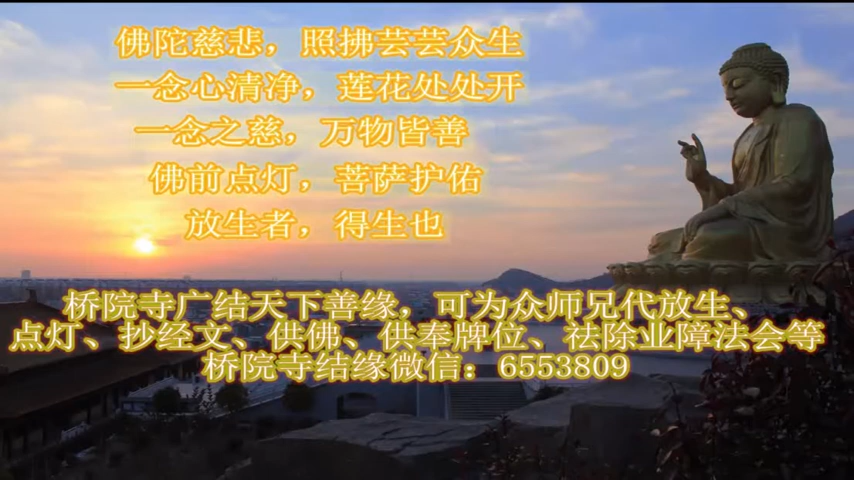 佛陀慈悲，照拂芸芸众生
一念心清净，莲花处处开
一念之慈，万物皆善
佛前点灯，菩萨护佑
放生者，得生也
桥院寺广结天下善缘，可为众师兄代放生、
点灯、抄经文、供佛、供奉牌位、祛除业障法会等
桥院寺结缘微信：6553809